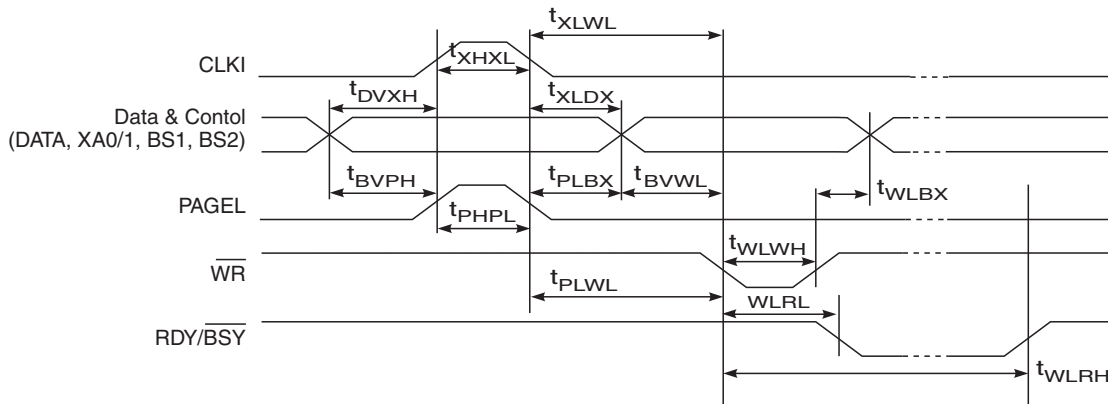 tXLWL
CLKI
tXHXL
tDVXH
tXLDX
Data & Contol
(DATA, XA0/1, BS1, BS2)
tBVPH
tPLBX
tBVWL
tWLBX
PAGEL
tPHPL
tWLWH
WR
tPLWL
WLRL
RDY/BSY
tWLRH